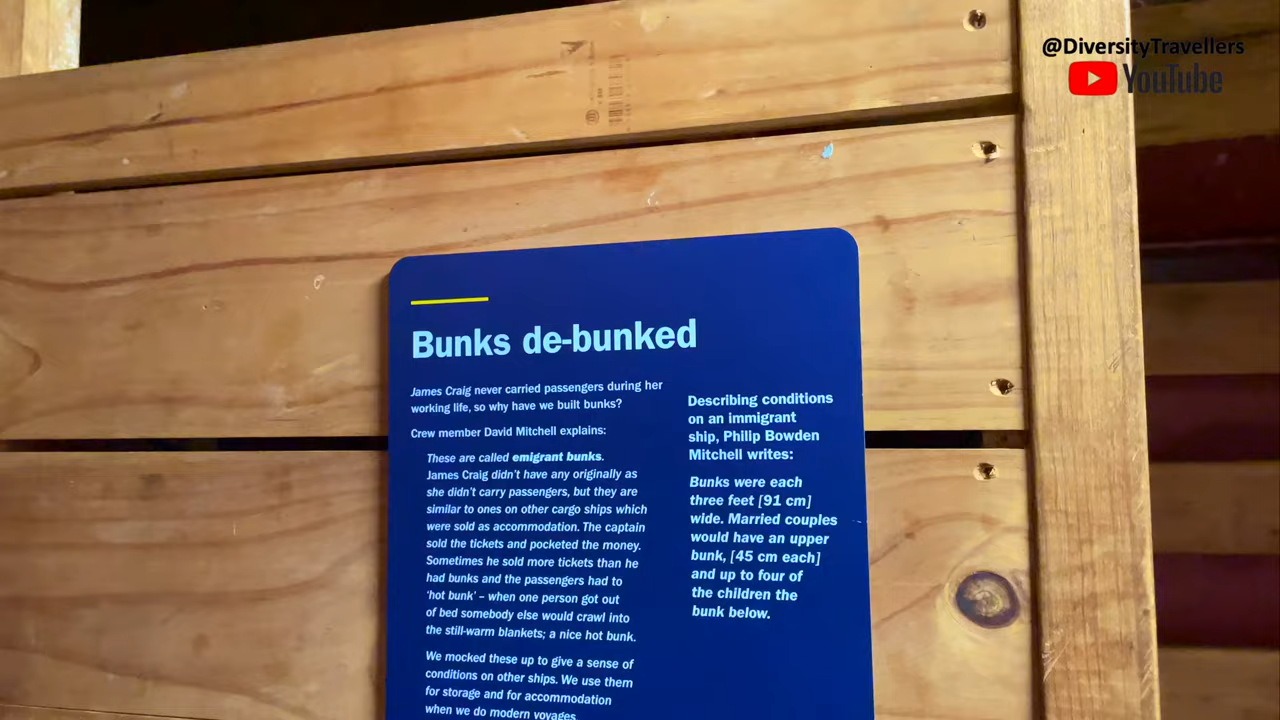 @DiversityTravellers
YouTube
Bunks de-bunked
James Craig never carried passengers during her
working life, so why have we built bunks?
Crew member David Mitchell explains:
These are called emigrant bunks.
James Craig didn't have any originally as
she didn't carry passengers, but they are
similar to ones on other cargo ships which
were sold as accommodation. The captain
sold the tickets and pocketed the money.
Sometimes he sold more tickets than he
had bunks and the passengers had to
'hot bunk' – when one person got out
of bed somebody else would crawl into
the still-warm blankets; a nice hot bunk.
We mocked these up to give a sense of
conditions on other ships. We use them
for storage and for accommodation
when we do modern voyages
Describing conditions
on an immigrant
ship, Philip Bowden
Mitchell writes:
Bunks were each
three feet [91 cm]
wide. Married couples
would have an upper
bunk, [45 cm each]
and up to four of
the children the
bunk below.